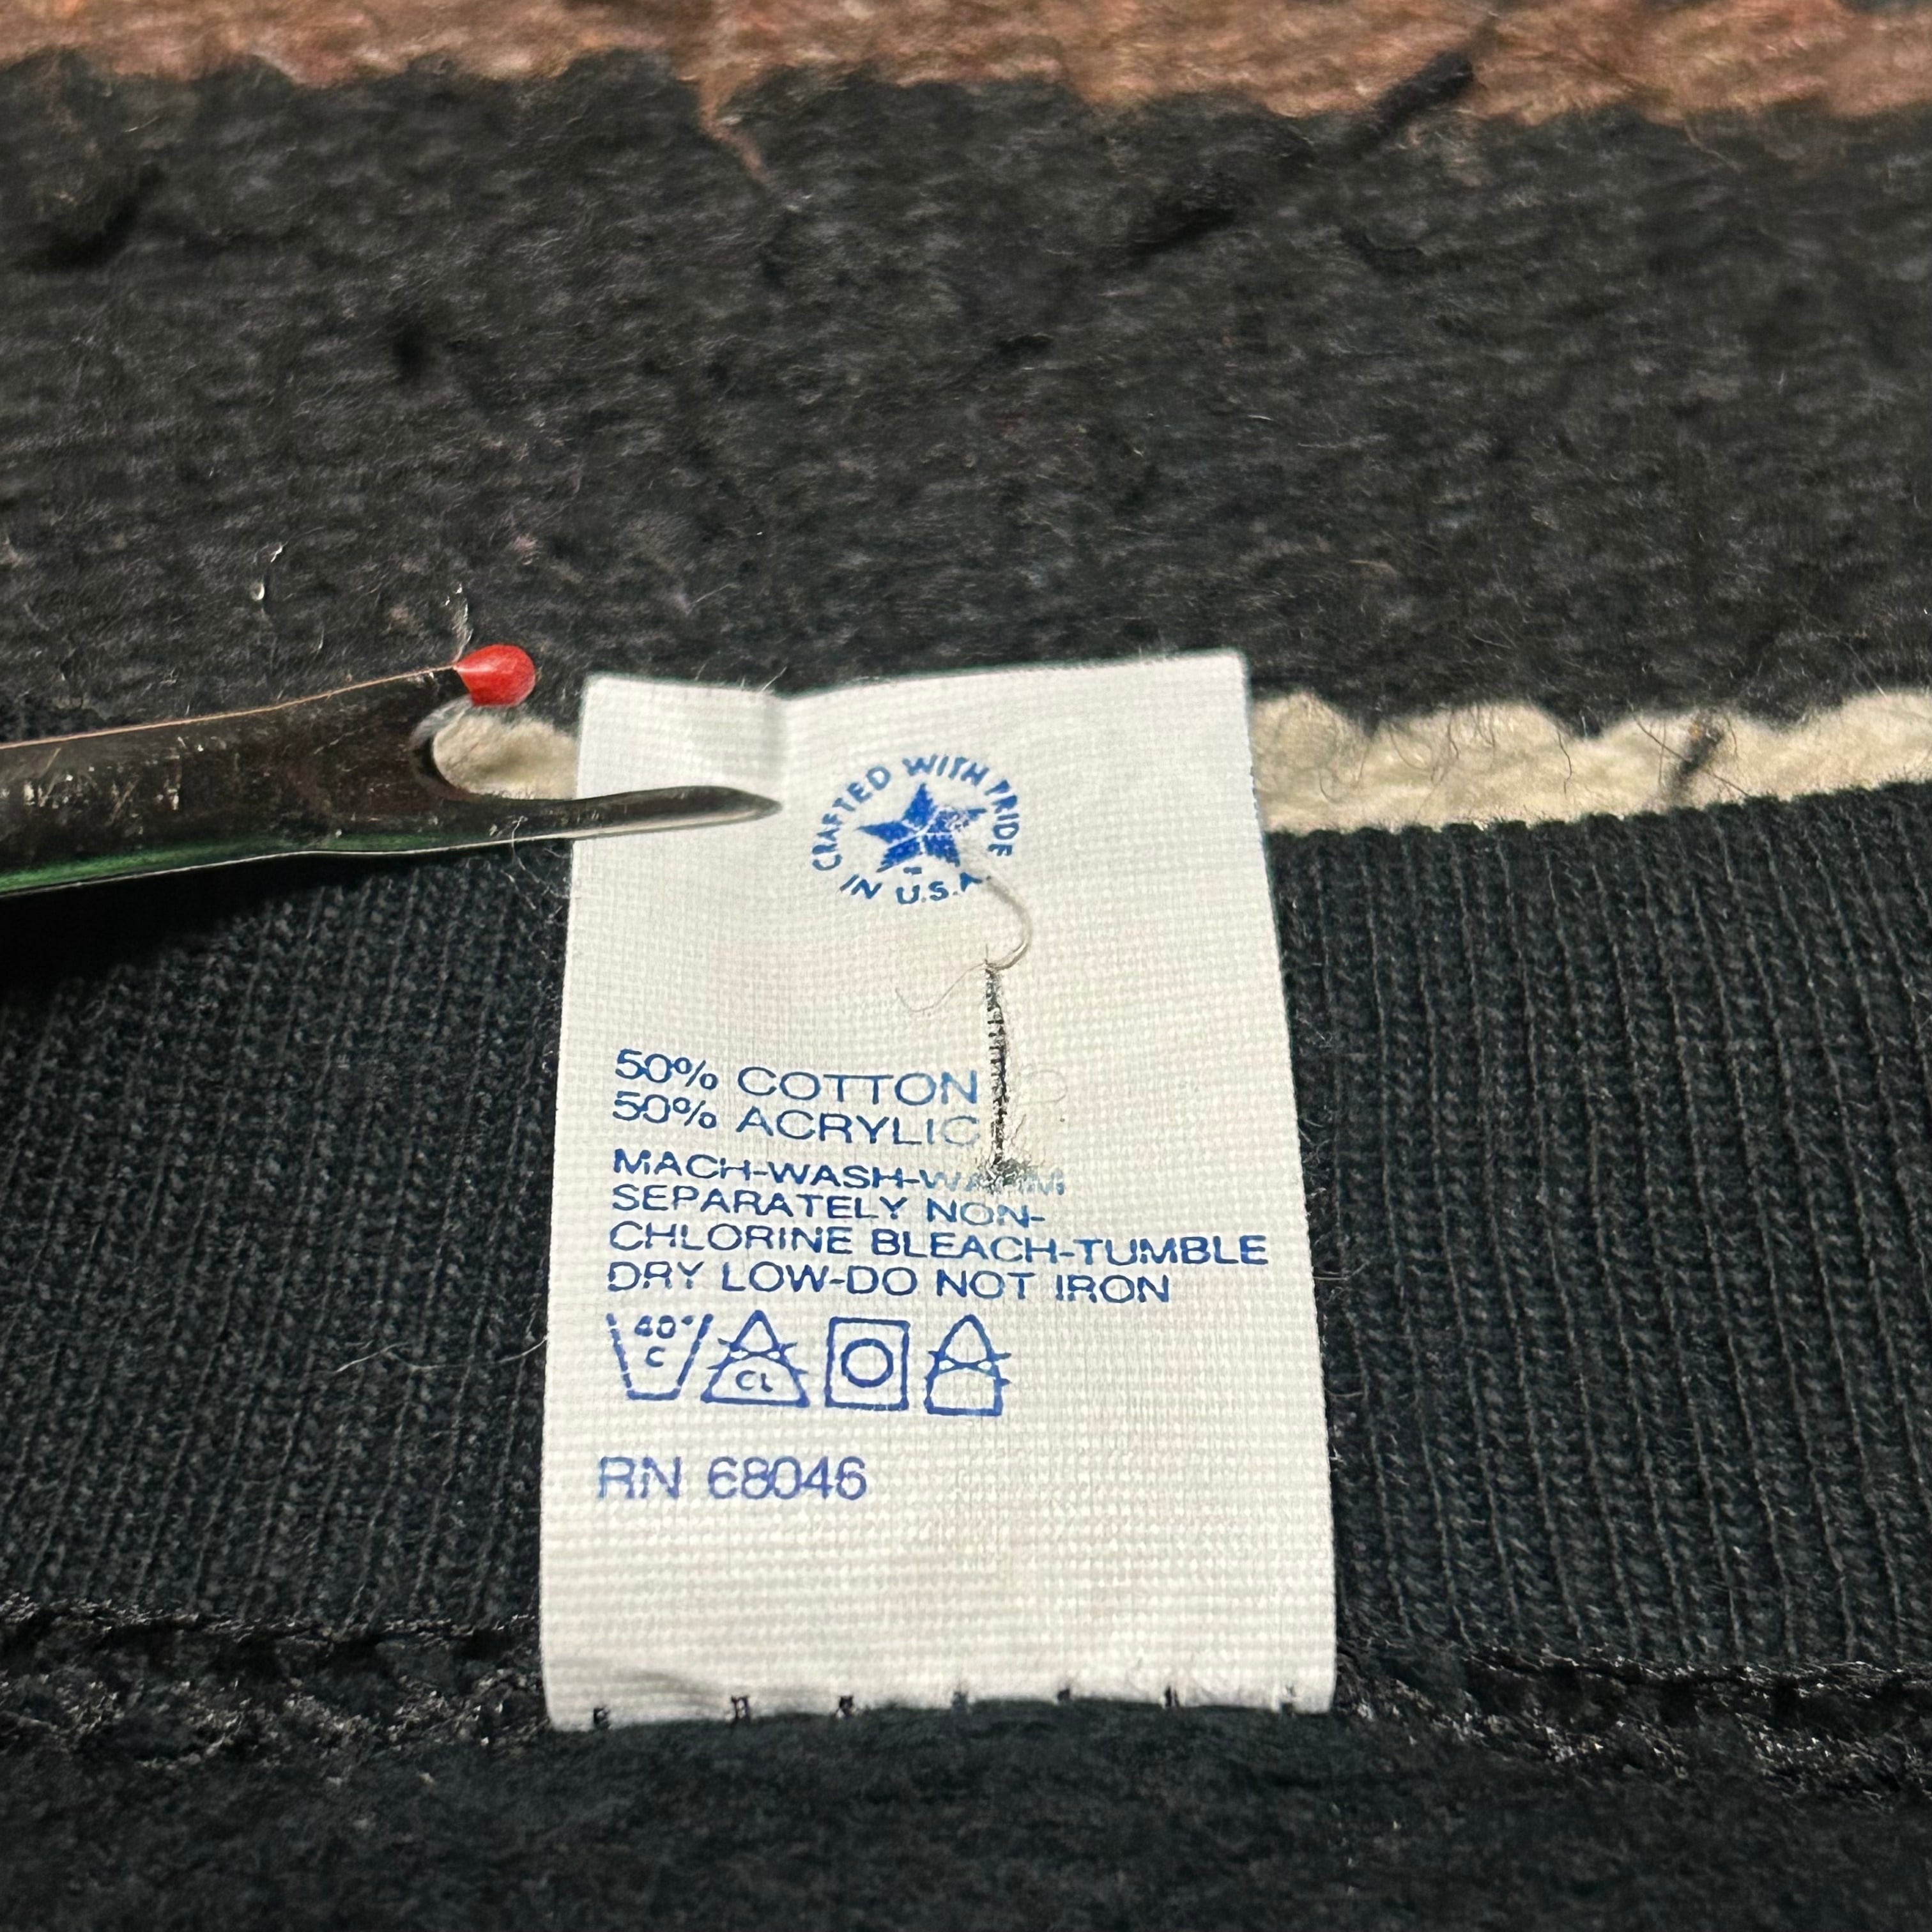 CRAFTED WITH PRIDE
IN U.S.A.
50% COTTON
50% ACRYLIC
MACH-WASH-WARM
SEPARATELY NON-
CHLORINE BLEACH-TUMBLE
DRY LOW-DO NOT IRON
40° C CL
RN 68046